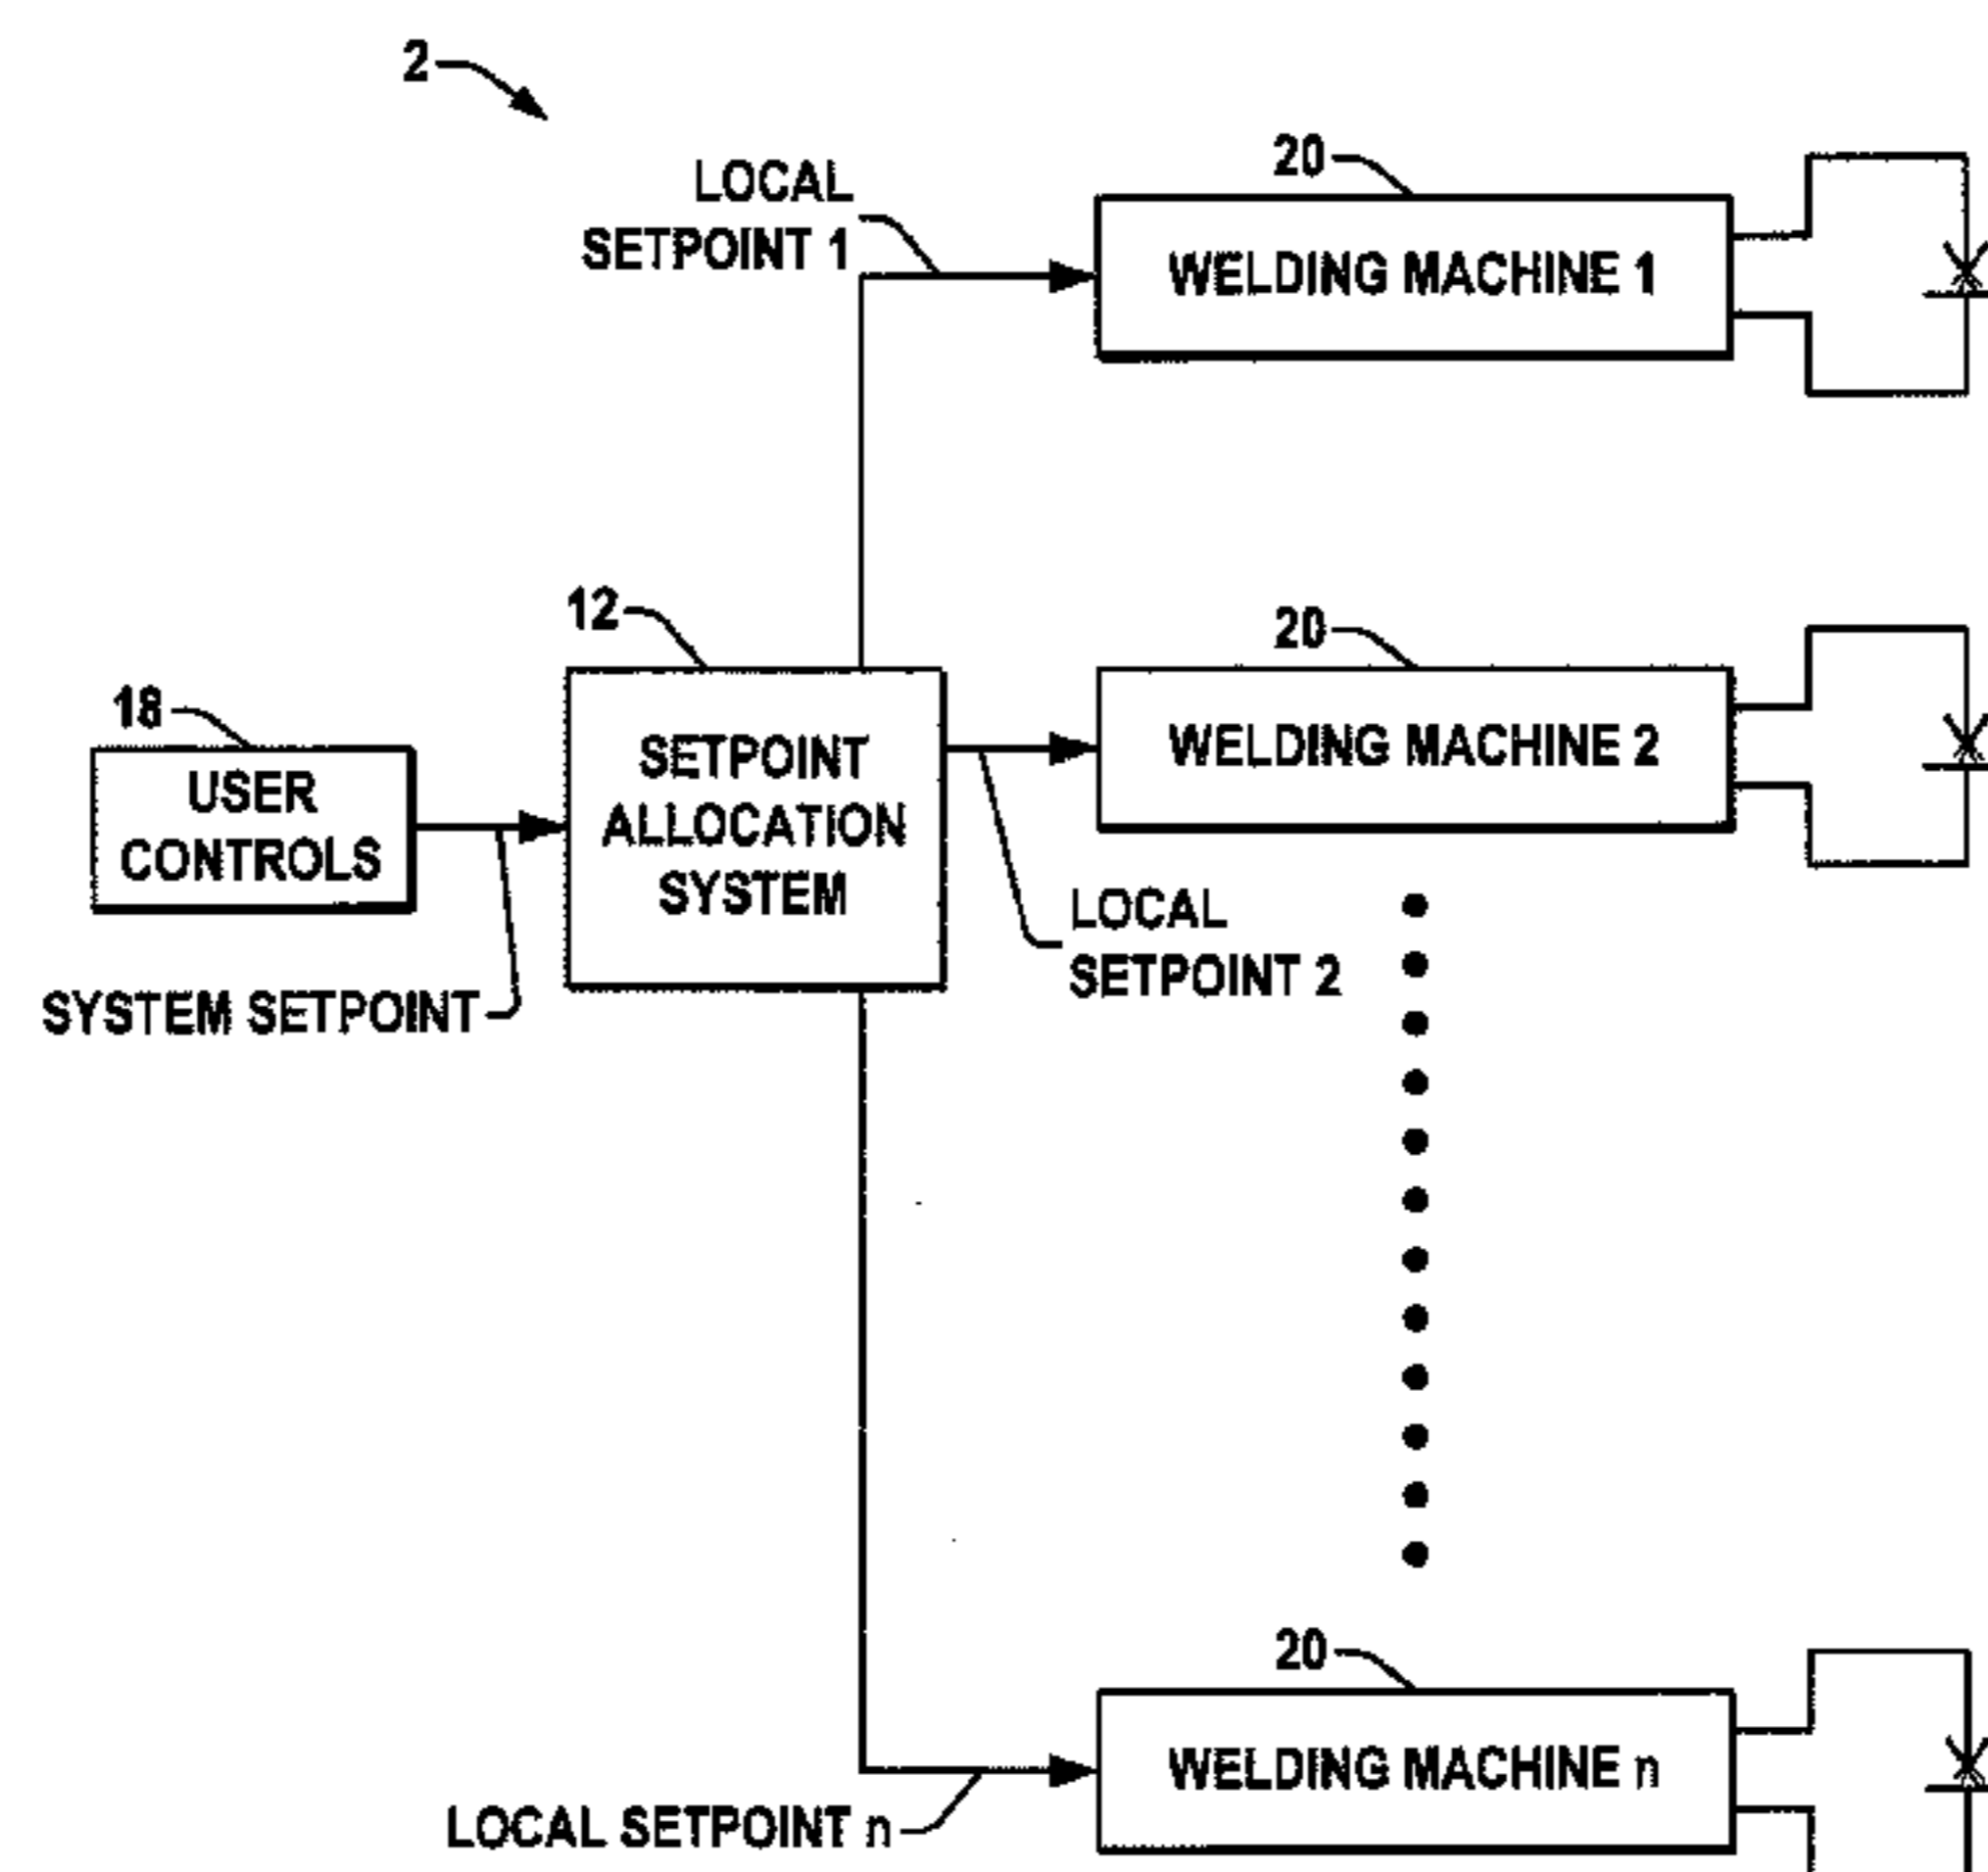 2
LOCAL
SETPOINT 1
20
WELDING MACHINE 1
12
20
18
USER
CONTROLS
SETPOINT
ALLOCATION
SYSTEM
WELDING MACHINE 2
LOCAL
SETPOINT 2
SYSTEM SETPOINT
20
WELDING MACHINE n
LOCAL SETPOINT n